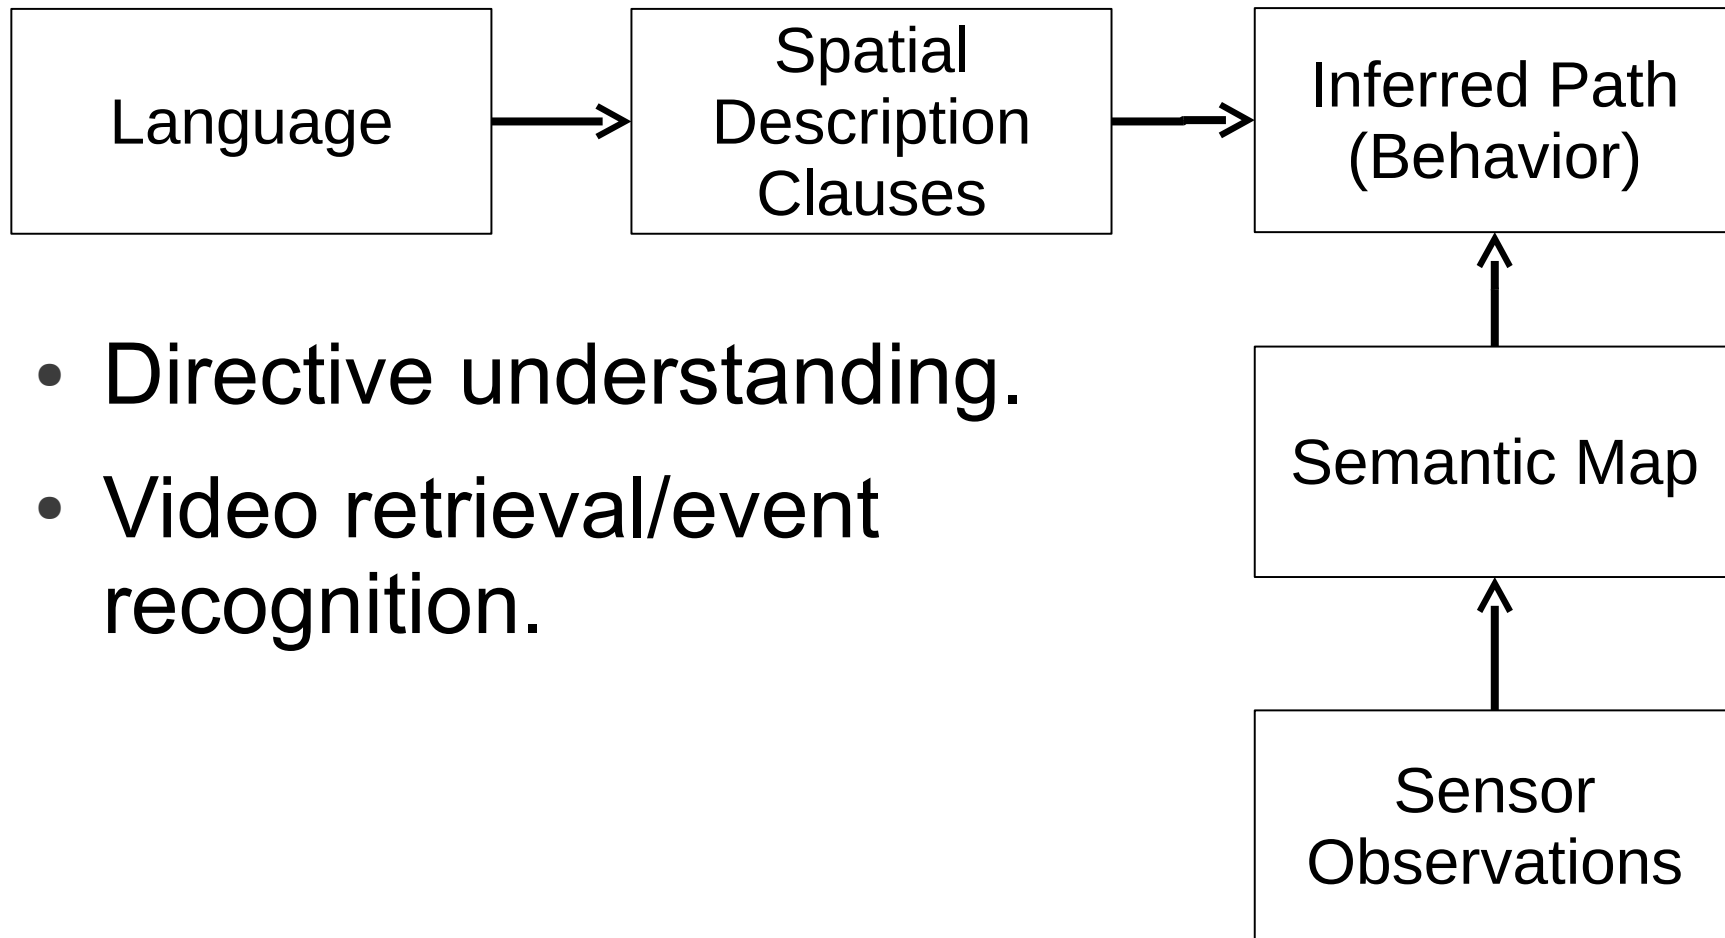 Language
Spatial
Description
Clauses
Inferred Path
(Behavior)
• Directive understanding.
• Video retrieval/event
recognition.
Semantic Map
Sensor
Observations